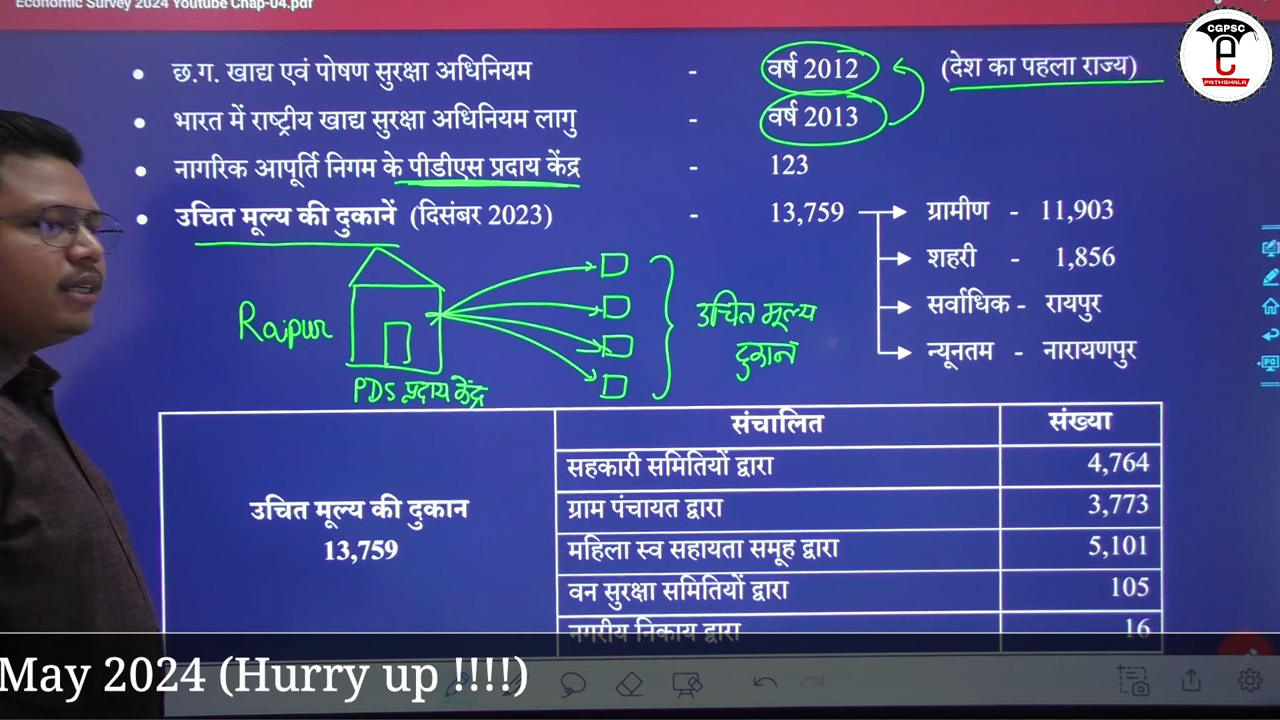 Economic Survey 2024 Youtube Chap-04.pdf
CGPSC
e
PATHSHALA
• छ.ग. खाद्य एवं पोषण सुरक्षा अधिनियम - वर्ष 2012 (देश का पहला राज्य)
• भारत में राष्ट्रीय खाद्य सुरक्षा अधिनियम लागु - वर्ष 2013
• नागरिक आपूर्ति निगम के पीडीएस प्रदाय केंद्र - 123
• उचित मूल्य की दुकानें (दिसंबर 2023) - 13,759
ग्रामीण - 11,903
शहरी - 1,856
सर्वाधिक - रायपुर
न्यूनतम - नारायणपुर
Raipur
PDS प्रदाय केंद्र
उचित मूल्य
दुकान
उचित मूल्य की दुकान
13,759
संचालित संख्या
सहकारी समितियों द्वारा 4,764
ग्राम पंचायत द्वारा 3,773
महिला स्व सहायता समूह द्वारा 5,101
वन सुरक्षा समितियों द्वारा 105
नगरीय निकाय द्वारा 16
May 2024 (Hurry up !!!!)